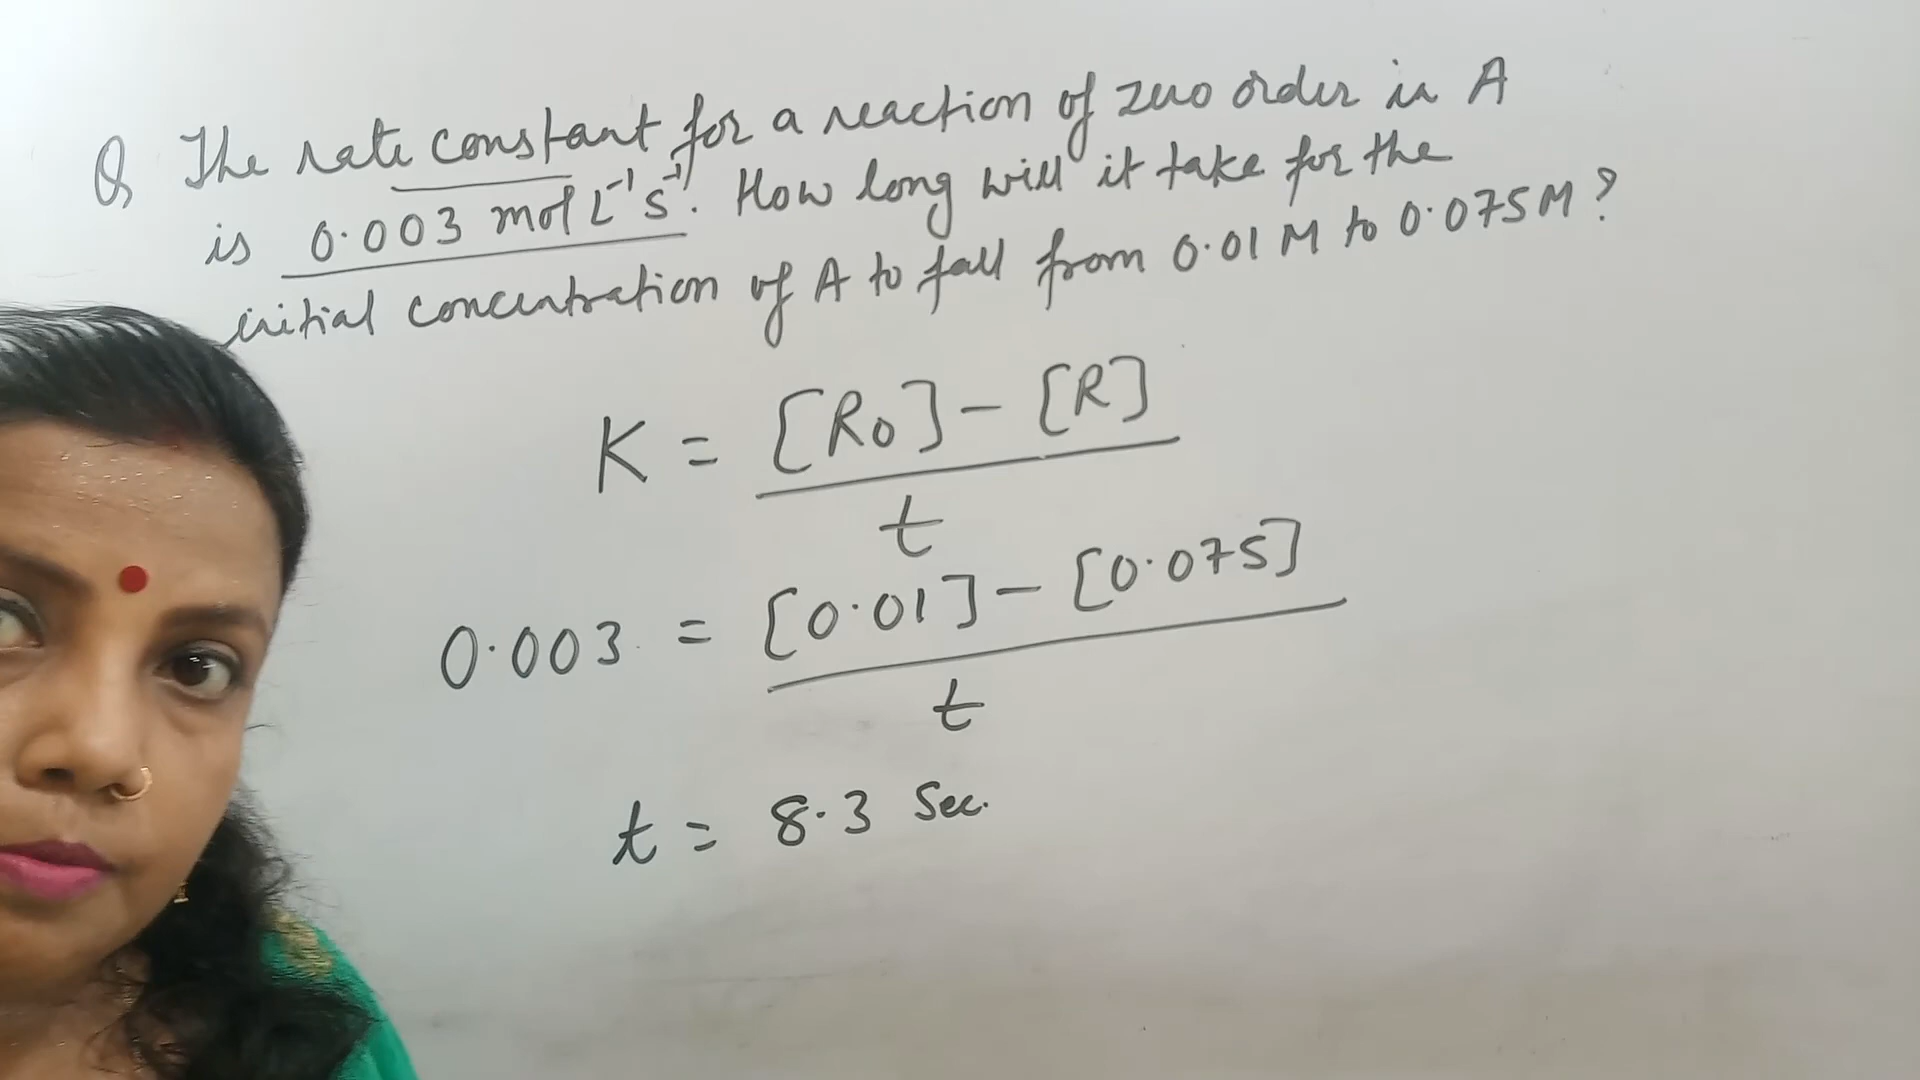 Q The rate constant for a reaction of zero order in A
is 0.003 mol L⁻¹ s⁻¹. How long will it take for the
initial concentration of A to fall from 0.01 M to 0.075M?
K = [R₀] - [R]
t
0.003 = [0.01] - [0.075]
t
t = 8.3 Sec.